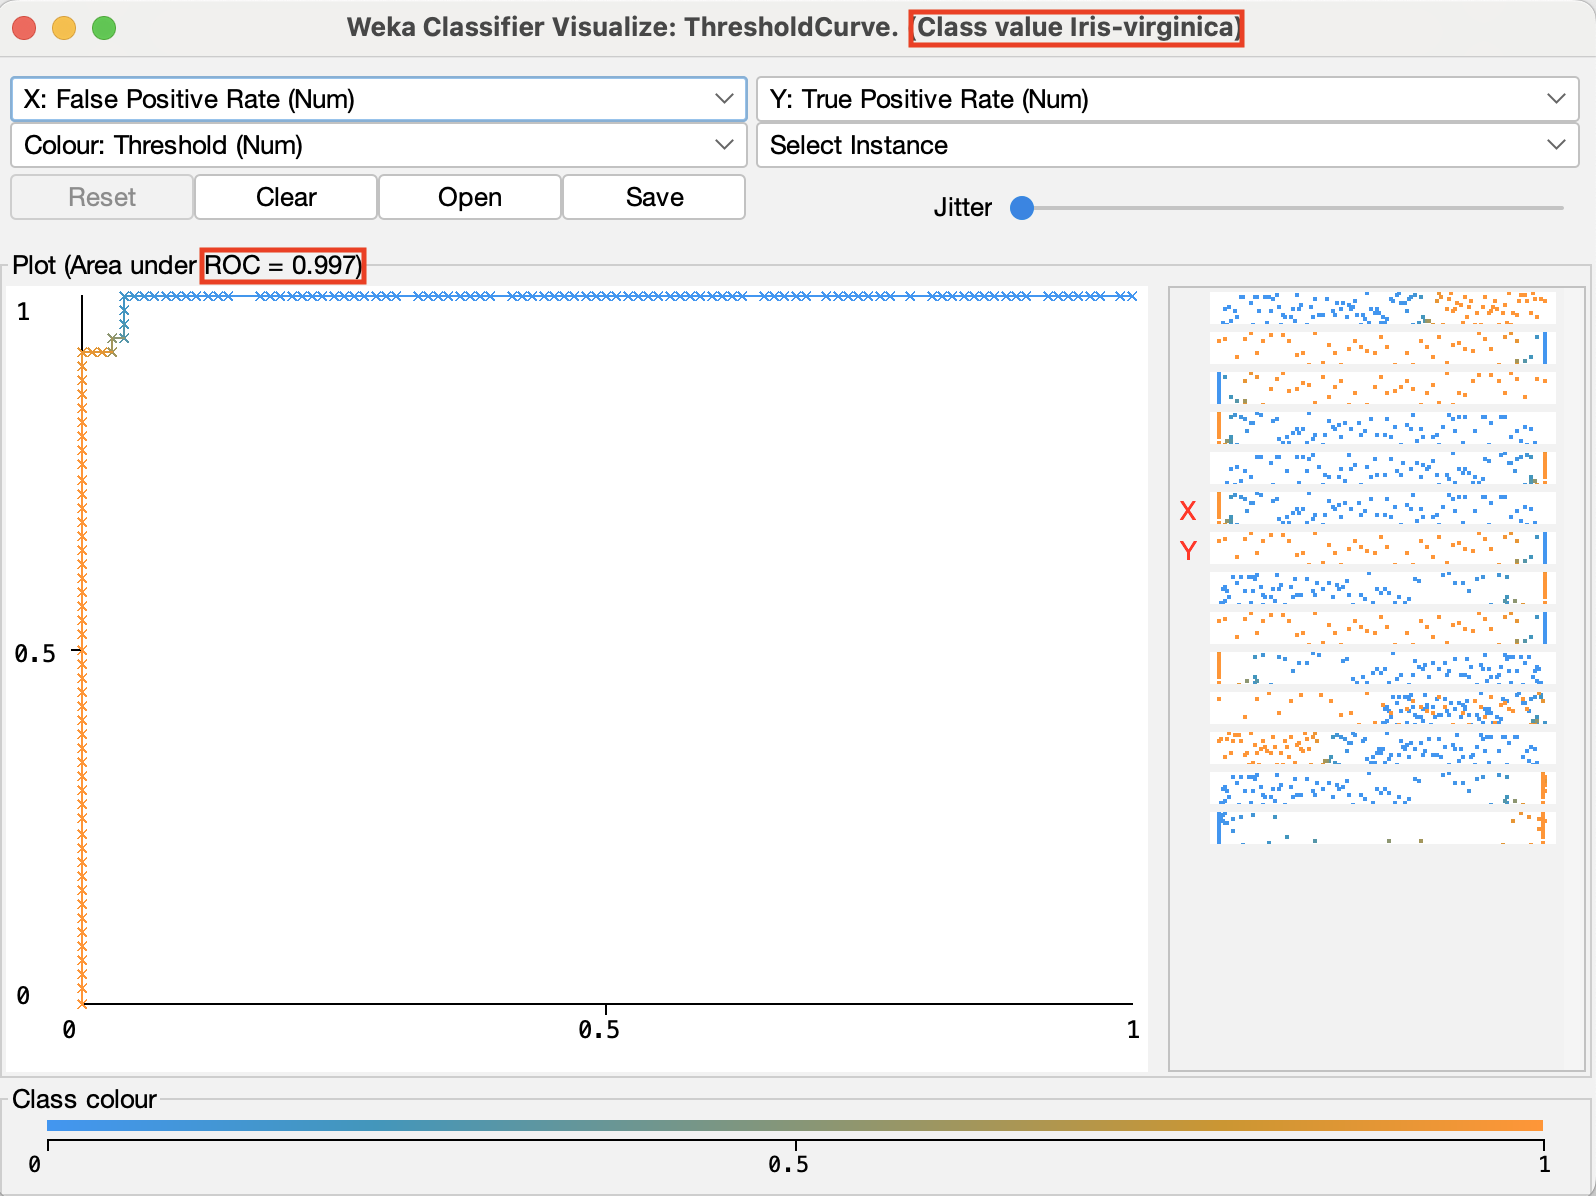 Weka Classifier Visualize: ThresholdCurve. (Class value Iris-virginica)
X: False Positive Rate (Num)
Y: True Positive Rate (Num)
Colour: Threshold (Num)
Select Instance
Reset
Clear
Open
Save
Jitter
Plot (Area under ROC = 0.997)
1
0.5
0
0
0.5
1
X
Y
Class colour
0
0.5
1